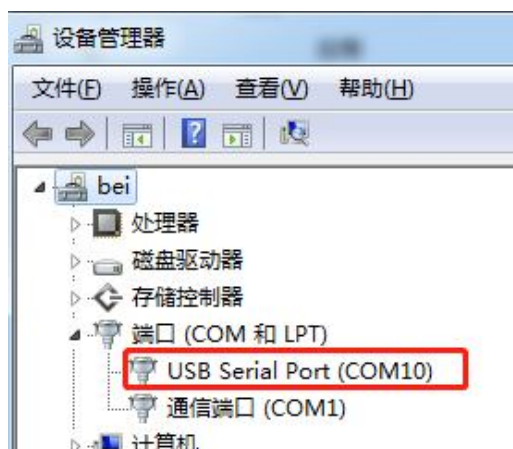 设备管理器
文件(F) 操作(A) 查看(V) 帮助(H)
bei
处理器
磁盘驱动器
存储控制器
端口 (COM 和 LPT)
USB Serial Port (COM10)
通信端口 (COM1)
计算机